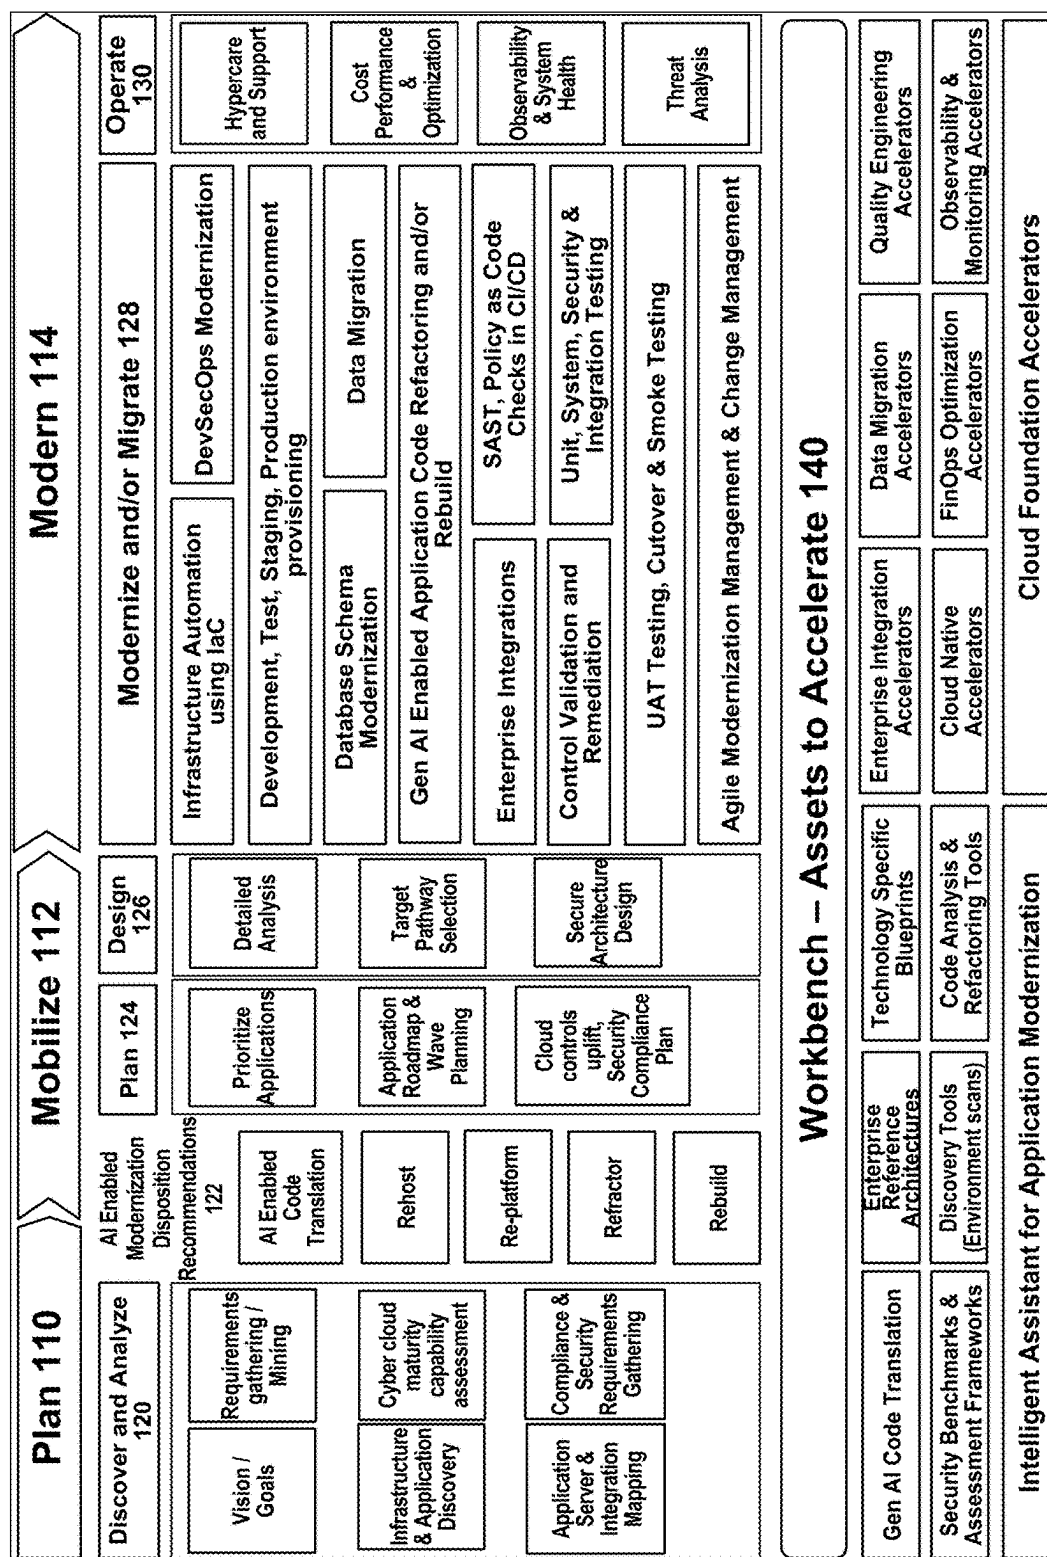 Plan 110
Mobilize 112
Modern 114
Discover and Analyze
120
AI Enabled
Modernization
Disposition
Recommendations
122
Plan 124
Design
126
Modernize and/or Migrate 128
Operate
130
Vision /
Goals
Requirements
gathering /
Mining
Infrastructure
& Application
Discovery
Cyber cloud
maturity
capability
assessment
Application
Server &
Integration
Mapping
Compliance &
Security
Requirements
Gathering
AI Enabled
Code
Translation
Rehost
Re-platform
Refractor
Rebuild
Prioritize
Applications
Application
Roadmap &
Wave
Planning
Cloud
controls
uplift,
Security
Compliance
Plan
Detailed
Analysis
Target
Pathway
Selection
Secure
Architecture
Design
Infrastructure Automation
using IaC
DevSecOps Modernization
Development, Test, Staging, Production environment
provisioning
Database Schema
Modernization
Data Migration
Gen AI Enabled Application Code Refactoring and/or
Rebuild
Enterprise Integrations
SAST, Policy as Code
Checks in CI/CD
Control Validation and
Remediation
Unit, System, Security &
Integration Testing
UAT Testing, Cutover & Smoke Testing
Agile Modernization Management & Change Management
Hypercare
and Support
Cost
Performance
&
Optimization
Observability
& System
Health
Threat
Analysis
Workbench – Assets to Accelerate 140
Gen AI Code Translation
Enterprise
Reference
Architectures
Technology Specific
Blueprints
Enterprise Integration
Accelerators
Data Migration
Accelerators
Quality Engineering
Accelerators
Security Benchmarks &
Assessment Frameworks
Discovery Tools
(Environment scans)
Code Analysis &
Refactoring Tools
Cloud Native
Accelerators
FinOps Optimization
Accelerators
Observability &
Monitoring Accelerators
Intelligent Assistant for Application Modernization
Cloud Foundation Accelerators